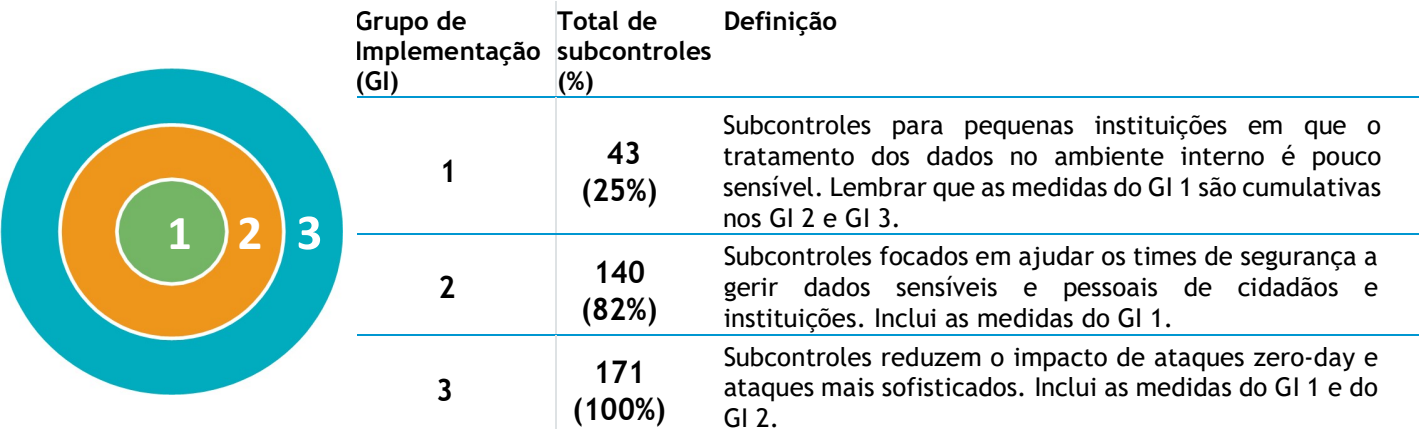 1 2 3
Grupo de
Implementação
(GI)
Total de
subcontroles
(%)
Definição
1
43
(25%)
Subcontroles para pequenas instituições em que o
tratamento dos dados no ambiente interno é pouco
sensível. Lembrar que as medidas do GI 1 são cumulativas
nos GI 2 e GI 3.
2
140
(82%)
Subcontroles focados em ajudar os times de segurança a
gerir dados sensíveis e pessoais de cidadãos e
instituições. Inclui as medidas do GI 1.
3
171
(100%)
Subcontroles reduzem o impacto de ataques zero-day e
ataques mais sofisticados. Inclui as medidas do GI 1 e do
GI 2.